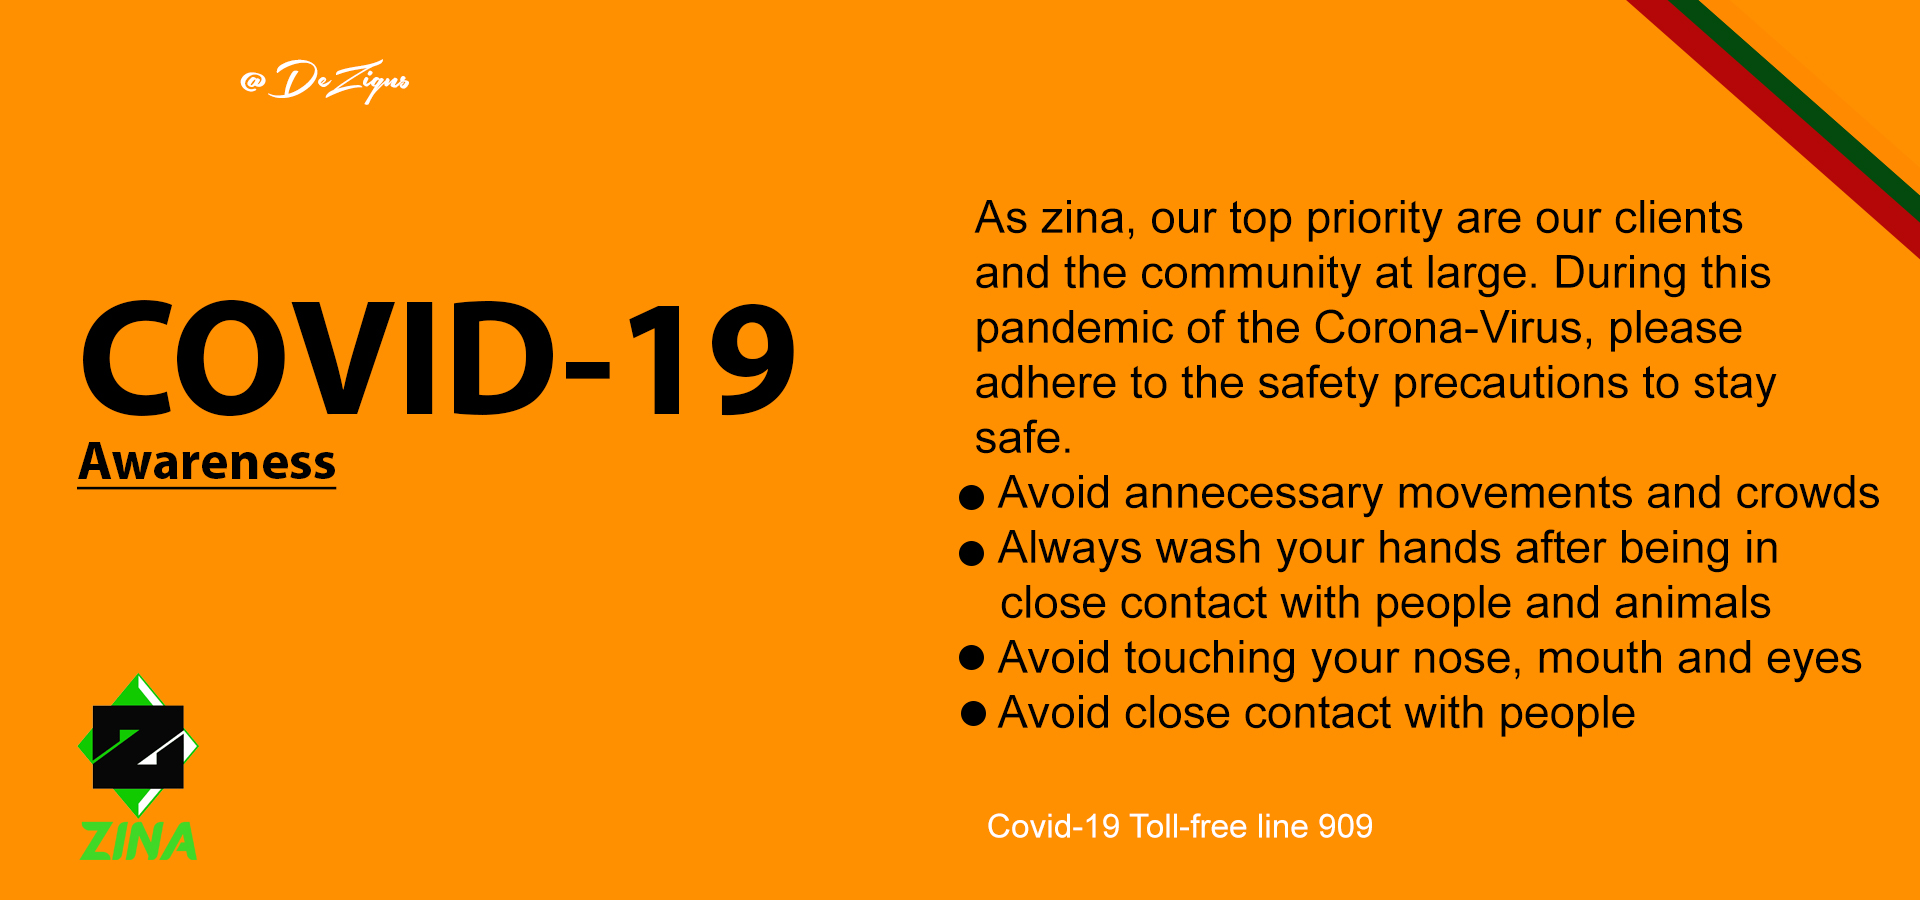 @DeZigns
COVID-19
Awareness
As zina, our top priority are our clients
and the community at large. During this
pandemic of the Corona-Virus, please
adhere to the safety precautions to stay
safe.
● Avoid annecessary movements and crowds
● Always wash your hands after being in
close contact with people and animals
● Avoid touching your nose, mouth and eyes
● Avoid close contact with people
Covid-19 Toll-free line 909
Z
ZINA